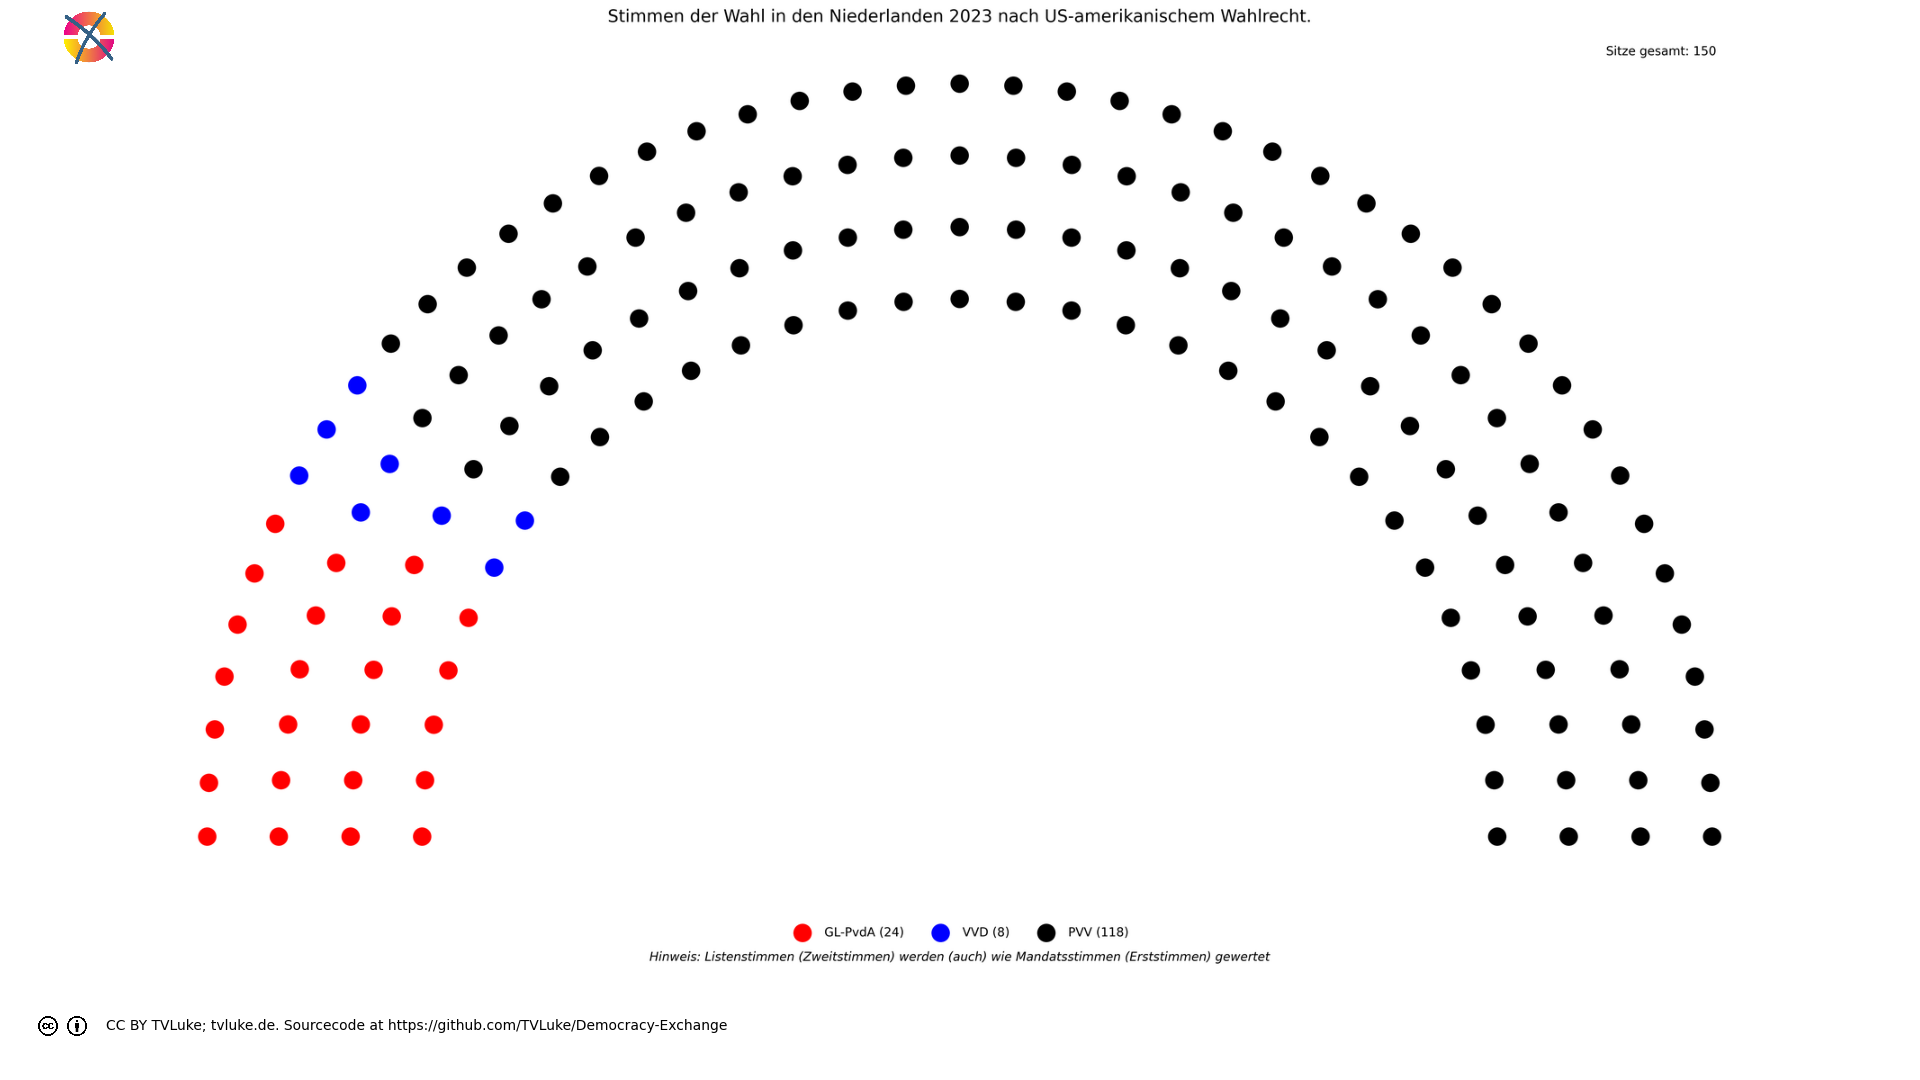 Stimmen der Wahl in den Niederlanden 2023 nach US-amerikanischem Wahlrecht.
Sitze gesamt: 150
GL-PvdA (24) VVD (8) PVV (118)
Hinweis: Listenstimmen (Zweitstimmen) werden (auch) wie Mandatsstimmen (Erststimmen) gewertet
cc CC BY TVLuke; tvluke.de. Sourcecode at https://github.com/TVLuke/Democracy-Exchange